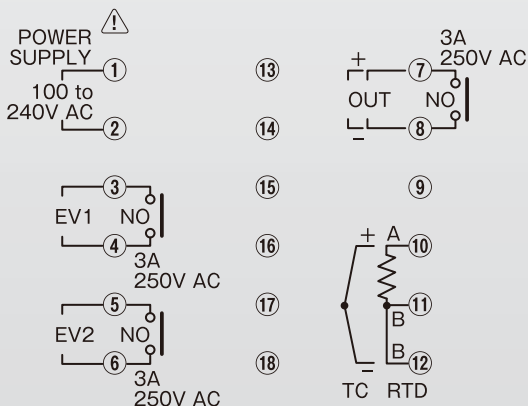 POWER
SUPPLY
100 to
240V AC
①
②
③
EV1 NO
④
3A
250V AC
⑤
EV2 NO
⑥
3A
250V AC
⑬
⑭
⑮
⑯
⑰
⑱
3A
250V AC
+ ⑦
OUT NO
− ⑧
⑨
+ A ⑩
⑪
B
B
− ⑫
TC RTD